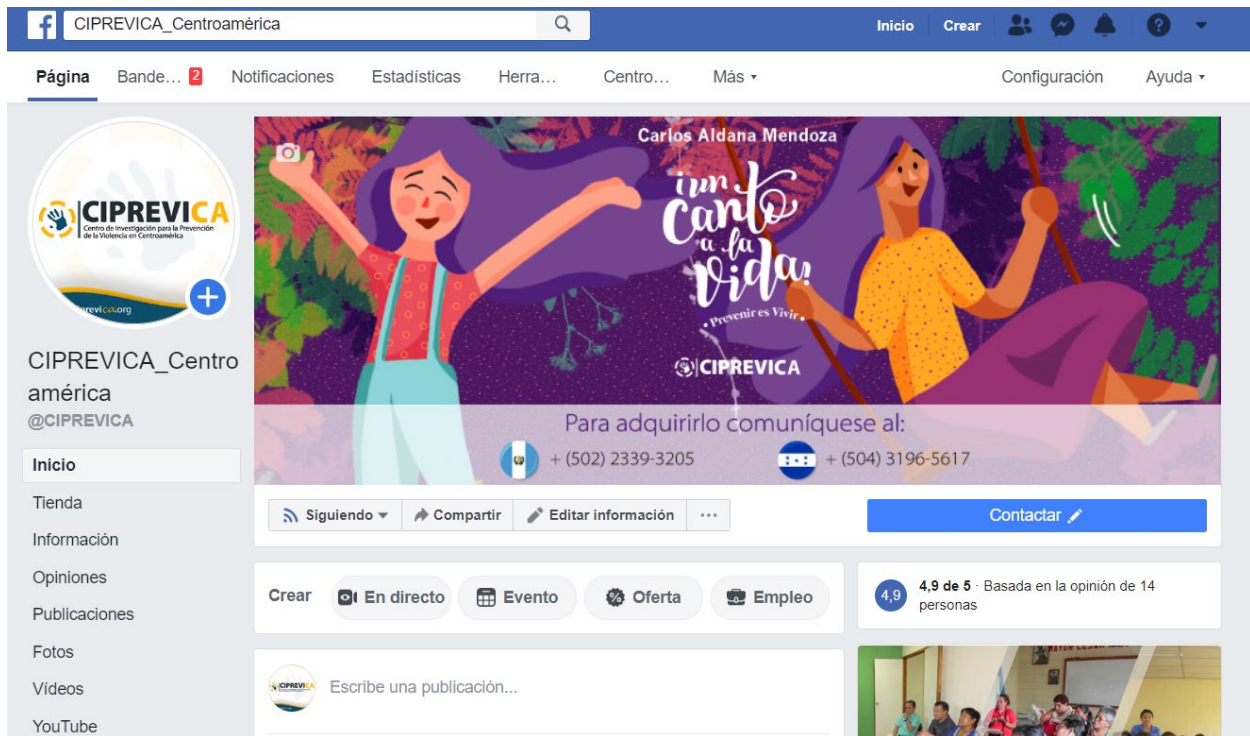 CIPREVICA_Centroamérica
Inicio
Crear
Página
Bande...
2
Notificaciones
Estadísticas
Herra...
Centro...
Más
Configuración
Ayuda
CIPREVICA
Centro de Investigación para la Prevención
de la Violencia en Centroamérica
ciprevica.org
CIPREVICA_Centro
américa
@CIPREVICA
Inicio
Tienda
Información
Opiniones
Publicaciones
Fotos
Vídeos
YouTube
Carlos Aldana Mendoza
¡un
Canto
a la
Vida!
• Prevenir es Vivir •
CIPREVICA
Para adquirirlo comuníquese al:
+ (502) 2339-3205
+ (504) 3196-5617
Siguiendo
Compartir
Editar información
...
Contactar
Crear
En directo
Evento
Oferta
Empleo
4,9
4,9 de 5 · Basada en la opinión de 14
personas
CIPREVICA
Escribe una publicación...